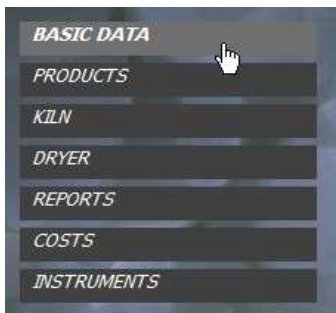 BASIC DATA
PRODUCTS
KILN
DRYER
REPORTS
COSTS
INSTRUMENTS